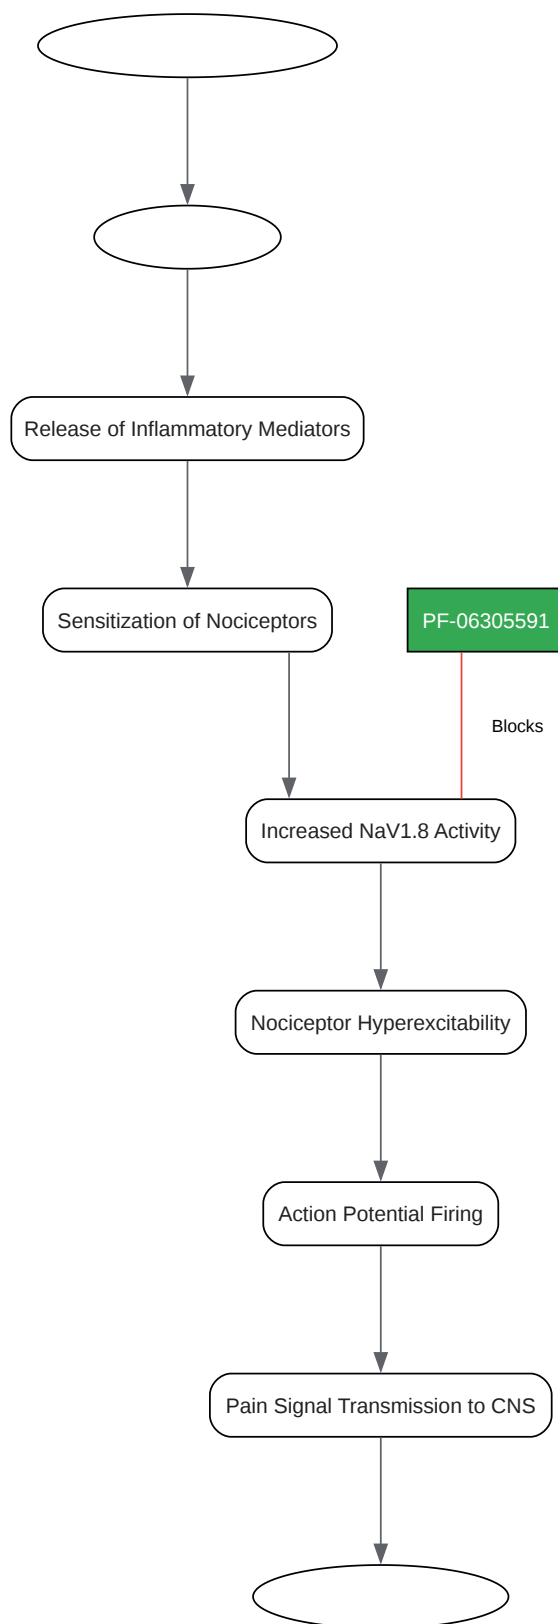 Release of Inflammatory Mediators
Sensitization of Nociceptors
PF-06305591
Blocks
Increased NaV1.8 Activity
Nociceptor Hyperexcitability
Action Potential Firing
Pain Signal Transmission to CNS